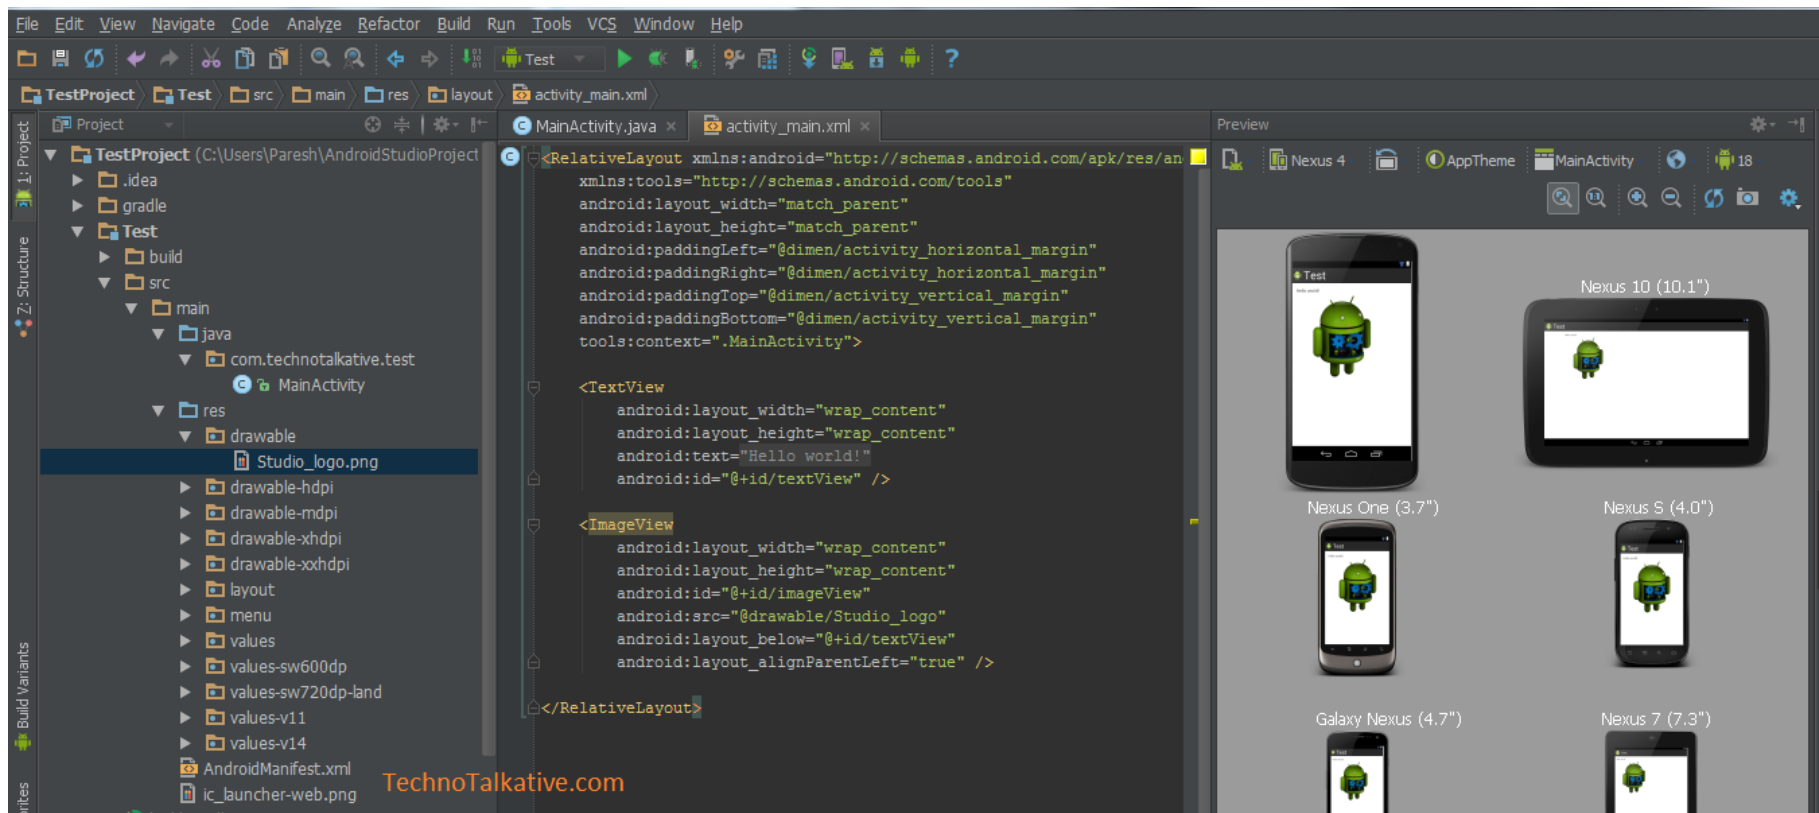 File Edit View Navigate Code Analyze Refactor Build Run Tools VCS Window Help
Test
TestProject Test src main res layout activity_main.xml
Project
MainActivity.java
activity_main.xml
Preview
1: Project
Z: Structure
Build Variants
TestProject (C:\Users\Paresh\AndroidStudioProject
.idea
gradle
Test
build
src
main
java
com.technotalkative.test
MainActivity
res
drawable
Studio_logo.png
drawable-hdpi
drawable-mdpi
drawable-xhdpi
drawable-xxhdpi
layout
menu
values
values-sw600dp
values-sw720dp-land
values-v11
values-v14
AndroidManifest.xml
ic_launcher-web.png
TechnoTalkative.com
<RelativeLayout xmlns:android="http://schemas.android.com/apk/res/an
xmlns:tools="http://schemas.android.com/tools"
android:layout_width="match_parent"
android:layout_height="match_parent"
android:paddingLeft="@dimen/activity_horizontal_margin"
android:paddingRight="@dimen/activity_horizontal_margin"
android:paddingTop="@dimen/activity_vertical_margin"
android:paddingBottom="@dimen/activity_vertical_margin"
tools:context=".MainActivity">
<TextView
android:layout_width="wrap_content"
android:layout_height="wrap_content"
android:text="Hello world!"
android:id="@+id/textView" />
<ImageView
android:layout_width="wrap_content"
android:layout_height="wrap_content"
android:id="@+id/imageView"
android:src="@drawable/Studio_logo"
android:layout_below="@+id/textView"
android:layout_alignParentLeft="true" />
</RelativeLayout>
Nexus 4 AppTheme MainActivity 18
Test
Hello world!
Nexus 10 (10.1")
Test
Nexus One (3.7")
Test
Nexus S (4.0")
Test
Galaxy Nexus (4.7")
Test
Nexus 7 (7.3")